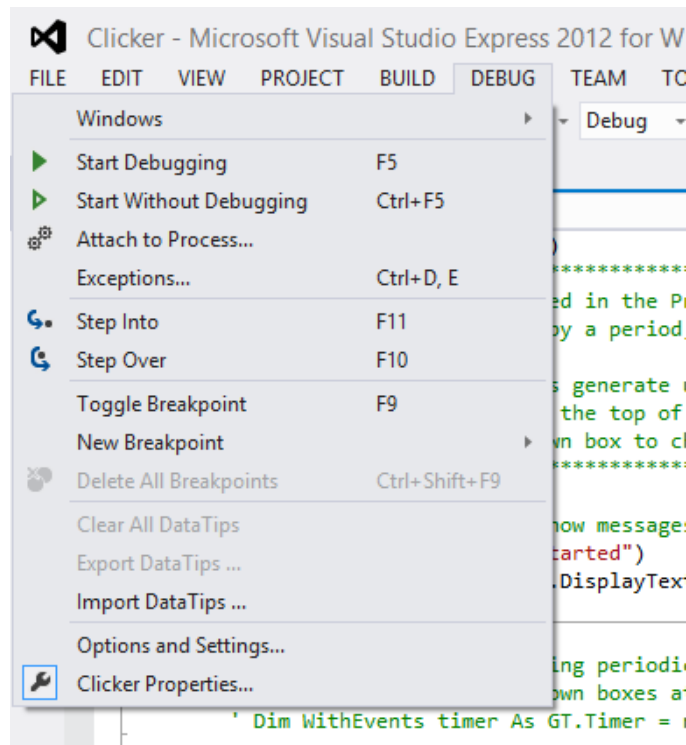 Clicker - Microsoft Visual Studio Express 2012 for W
FILE EDIT VIEW PROJECT BUILD DEBUG TEAM TO
Windows
Debug
Start Debugging F5
Start Without Debugging Ctrl+F5
Attach to Process...
)
Exceptions... Ctrl+D, E
************
ed in the P
Step Into F11
by a period
Step Over F10
s generate
Toggle Breakpoint F9
the top of
New Breakpoint
wn box to c
************
Delete All Breakpoints Ctrl+Shift+F9
Clear All DataTips
now messages
tarted")
Export DataTips ...
.DisplayTex
Import DataTips ...
Options and Settings...
ing periodi
Clicker Properties...
own boxes a
' Dim WithEvents timer As GT.Timer =